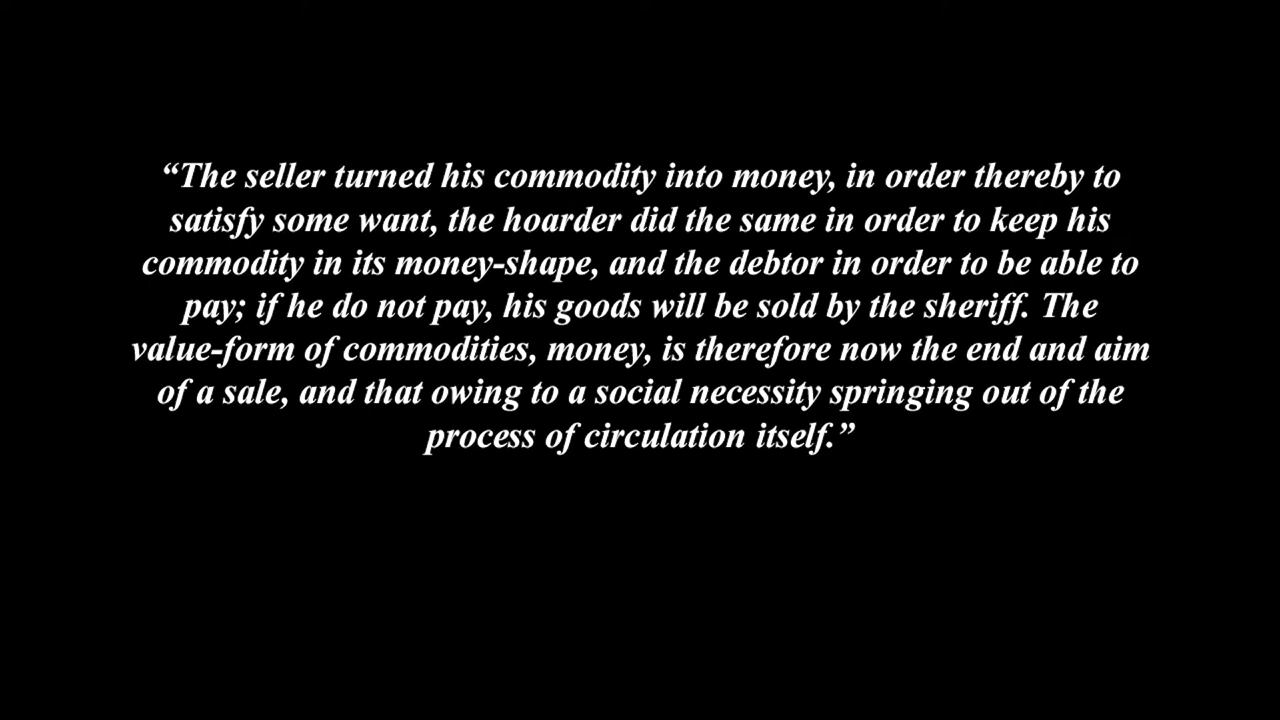 “The seller turned his commodity into money, in order thereby to
satisfy some want, the hoarder did the same in order to keep his
commodity in its money-shape, and the debtor in order to be able to
pay; if he do not pay, his goods will be sold by the sheriff. The
value-form of commodities, money, is therefore now the end and aim
of a sale, and that owing to a social necessity springing out of the
process of circulation itself.”